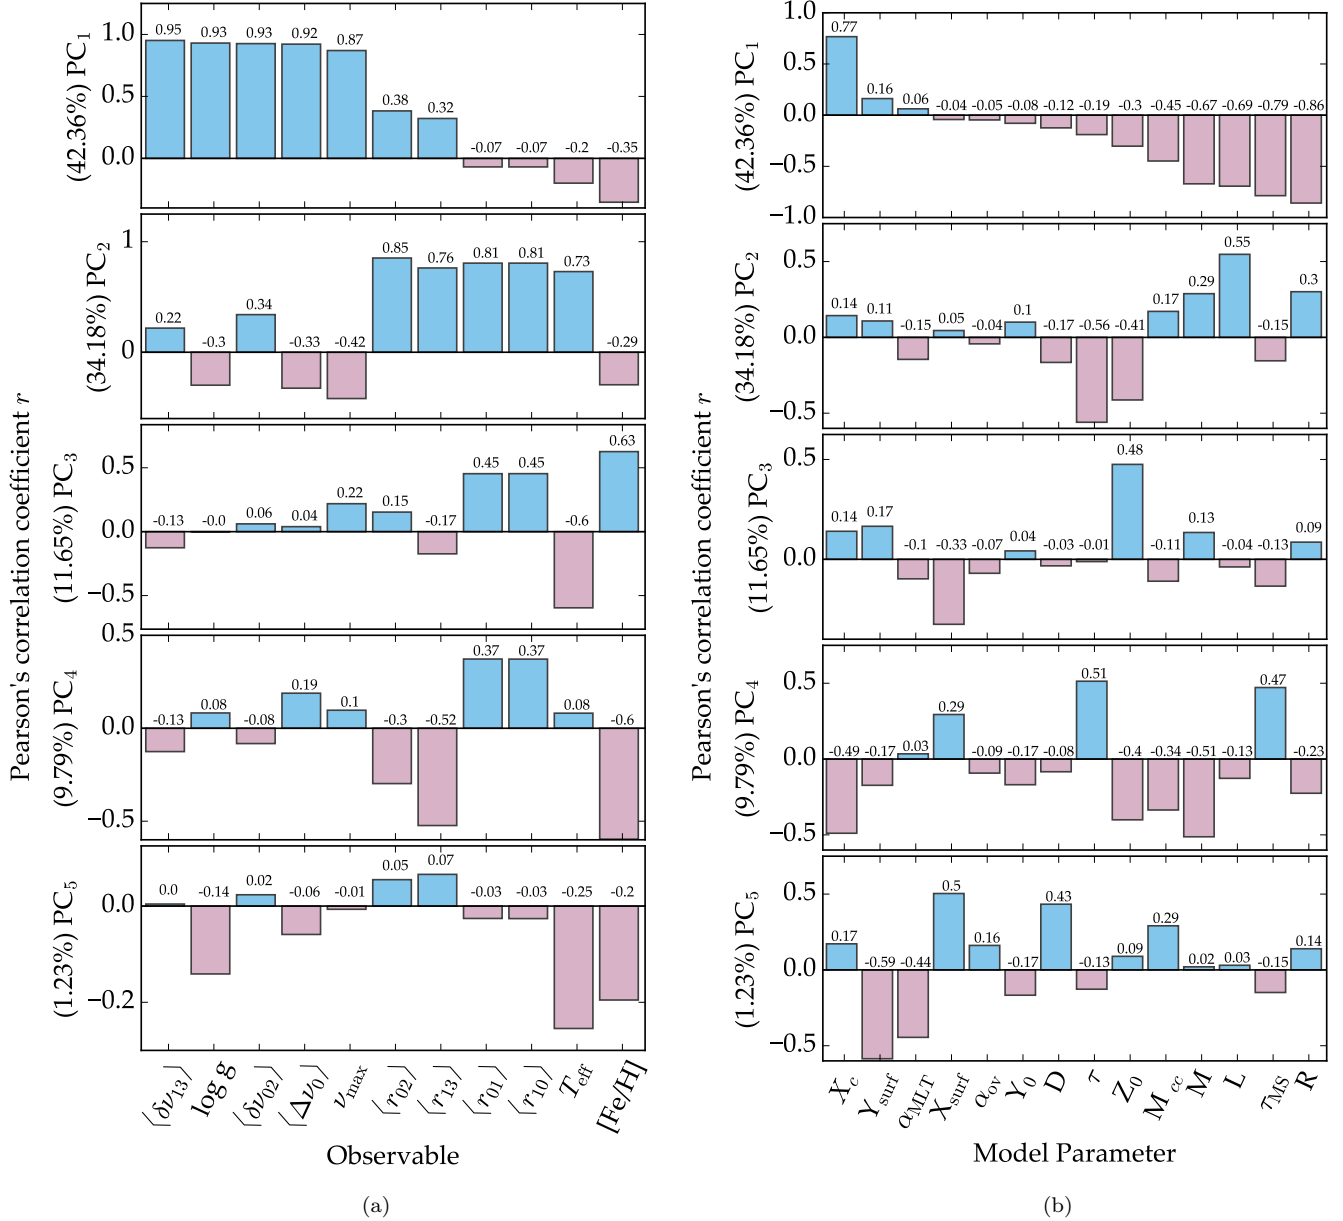 Pearson's correlation coefficient r
(42.36%) PC₁
1.0
0.5
0.0
0.95 0.93 0.93 0.92 0.87 0.38 0.32 -0.07 -0.07 -0.2 -0.35
(34.18%) PC₂
1
0
0.22 -0.3 0.34 -0.33 -0.42 0.85 0.76 0.81 0.81 0.73 -0.29
(11.65%) PC₃
0.5
0.0
−0.5
-0.13 -0.0 0.06 0.04 0.22 0.15 -0.17 0.45 0.45 -0.6 0.63
(9.79%) PC₄
0.5
0.0
−0.5
-0.13 0.08 -0.08 0.19 0.1 -0.3 -0.52 0.37 0.37 0.08 -0.6
(1.23%) PC₅
0.0
−0.2
0.0 -0.14 0.02 -0.06 -0.01 0.05 0.07 -0.03 -0.03 -0.25 -0.2
⟨δν₁₃⟩ log g ⟨δν₀₂⟩ ⟨Δν₀⟩ ν_max ⟨r₀₂⟩ ⟨r₁₃⟩ ⟨r₀₁⟩ ⟨r₁₀⟩ T_eff [Fe/H]
Observable
(a)
Pearson's correlation coefficient r
(42.36%) PC₁
1.0
0.5
0.0
−0.5
−1.0
0.77 0.16 0.06 -0.04 -0.05 -0.08 -0.12 -0.19 -0.3 -0.45 -0.67 -0.69 -0.79 -0.86
(34.18%) PC₂
0.5
0.0
−0.5
0.14 0.11 -0.15 0.05 -0.04 0.1 -0.17 -0.56 -0.41 0.17 0.29 0.55 -0.15 0.3
(11.65%) PC₃
0.5
0.0
0.14 0.17 -0.1 -0.33 -0.07 0.04 -0.03 -0.01 0.48 -0.11 0.13 -0.04 -0.13 0.09
(9.79%) PC₄
0.5
0.0
−0.5
-0.49 -0.17 0.03 0.29 -0.09 -0.17 -0.08 0.51 -0.4 -0.34 -0.51 -0.13 0.47 -0.23
(1.23%) PC₅
0.5
0.0
−0.5
0.17 -0.59 -0.44 0.5 0.16 -0.17 0.43 -0.13 0.09 0.29 0.02 0.03 -0.15 0.14
X_c Y_surf α_MLT X_surf α_ov Y₀ D τ Z₀ M_cc M L τ_MS R
Model Parameter
(b)